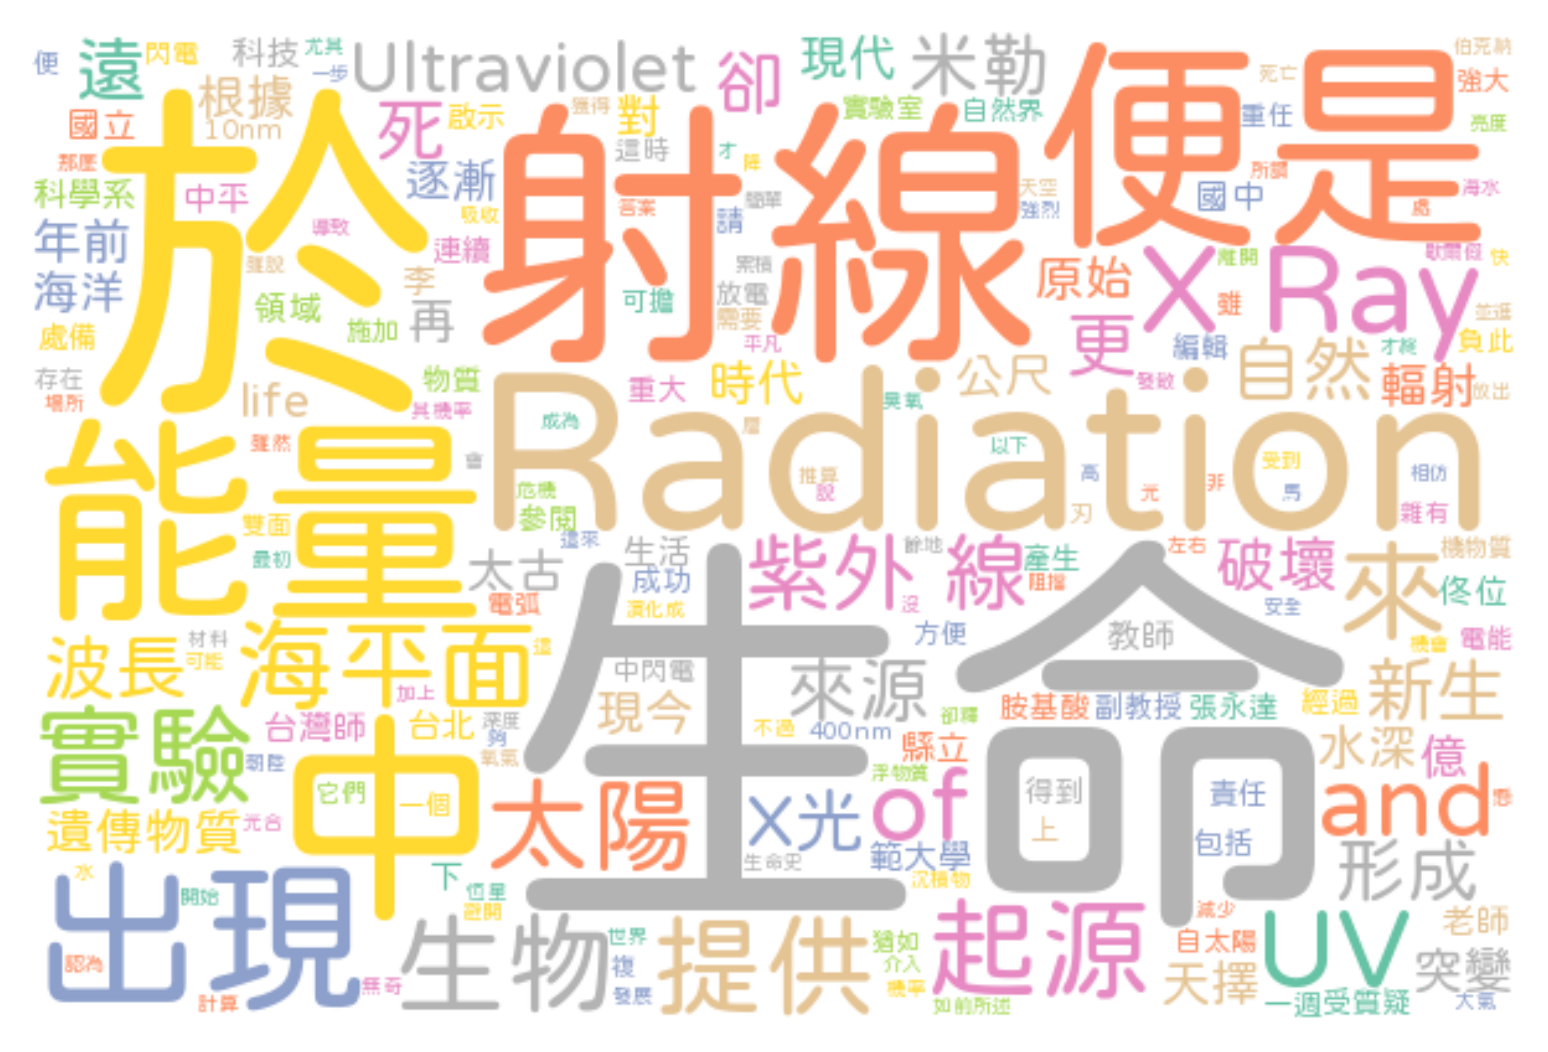 便
遠
閃電
科技
尤其
一步
Ultraviolet
卻
現代
米勒
便是
死亡
伯克納
強大
根據
10nm
國立
那麼
死
啟示
獲得
對
實驗室
自然界
重任
亮度
於
射線
科學系
中平
逐漸
這時
才
降
所謂
國中
海水
天空
強烈
答案
請
簡單
吸收
處
年前
導致
連續
雖說
海洋
李
累積
放電
原始
X Ray
離開
歇爾假
快
雖
領域
施加
再
可擔
需要
平凡
更
編輯
自然
才終
並進
負此
處備
存在
場所
life
物質
其機率
重大
時代
公尺
發散
臭氧
輻射
放出
能量
雖然
會
Radiation
成為
層
以下
推算
說
高
元
非
受到
馬
相仿
雜有
刃
危機
參閱
這來
雙面
最初
太古
電弧
生活
成功
演化成
紫外線
餘地
沒
產生
阻擋
左右
破壞
來
機物質
佟位
安全
機會
電能
生命
方便
教師
波長
材料
可能
海平面
這
加上
中閃電
現今
來源
胺基酸
副教授
張永達
經過
新生
實驗
台灣師
台北
深度
夠
氧氣
朝陸
不過
400nm
卻釋
縣立
浮物質
水深
億
中
它們
一個
太陽
X光
of
得到
上
責任
包括
and
遺傳物質
光合
生命史
範大學
沉積物
形成
水
出現
開始
下
恆星
避開
認為
計算
無奇
生物
世界
複
發展
提供
猶如
介入
機率
如前所述
起源
減少
自太陽
天擇
UV
老師
突變
一週
受質疑
大氣